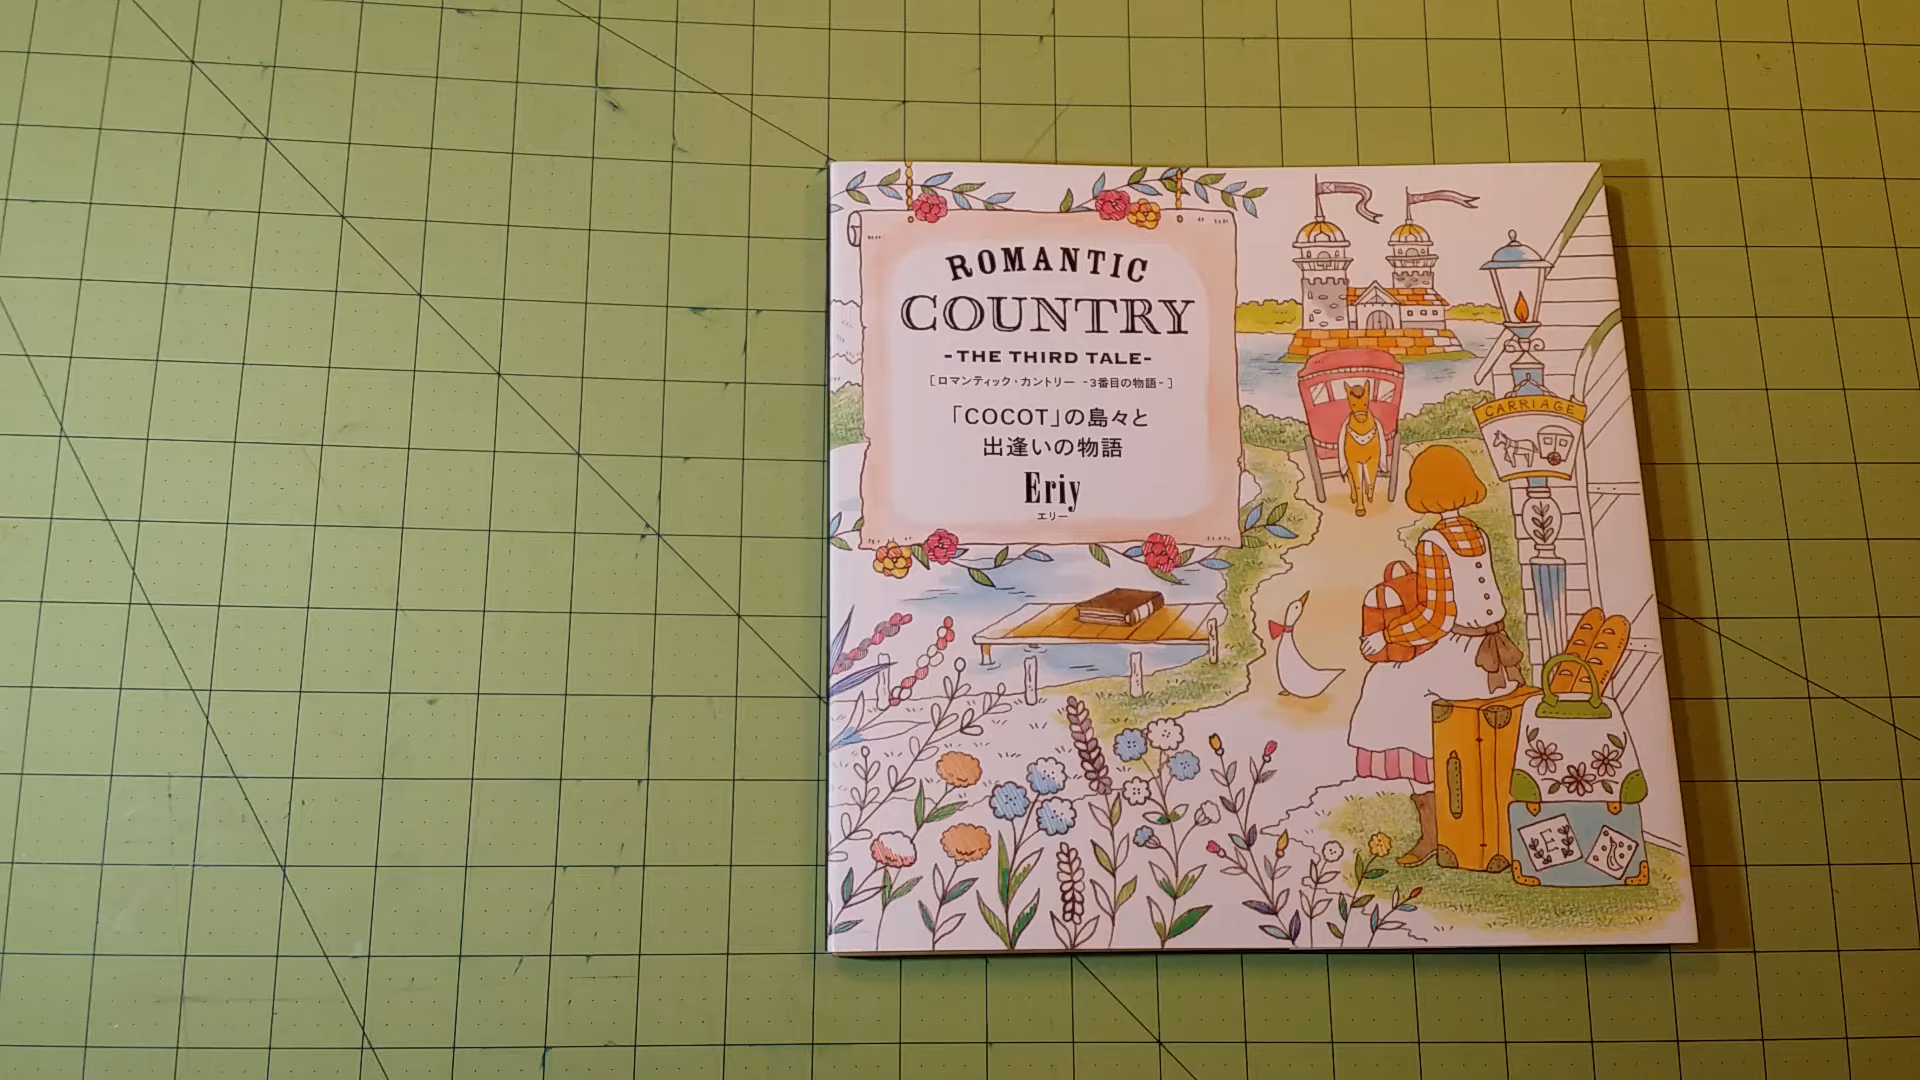 ROMANTIC
COUNTRY
-THE THIRD TALE-
[ロマンティック・カントリー -3番目の物語-]
「COCOT」の島々と
出逢いの物語
Eriy
エリー
CARRIAGE
E